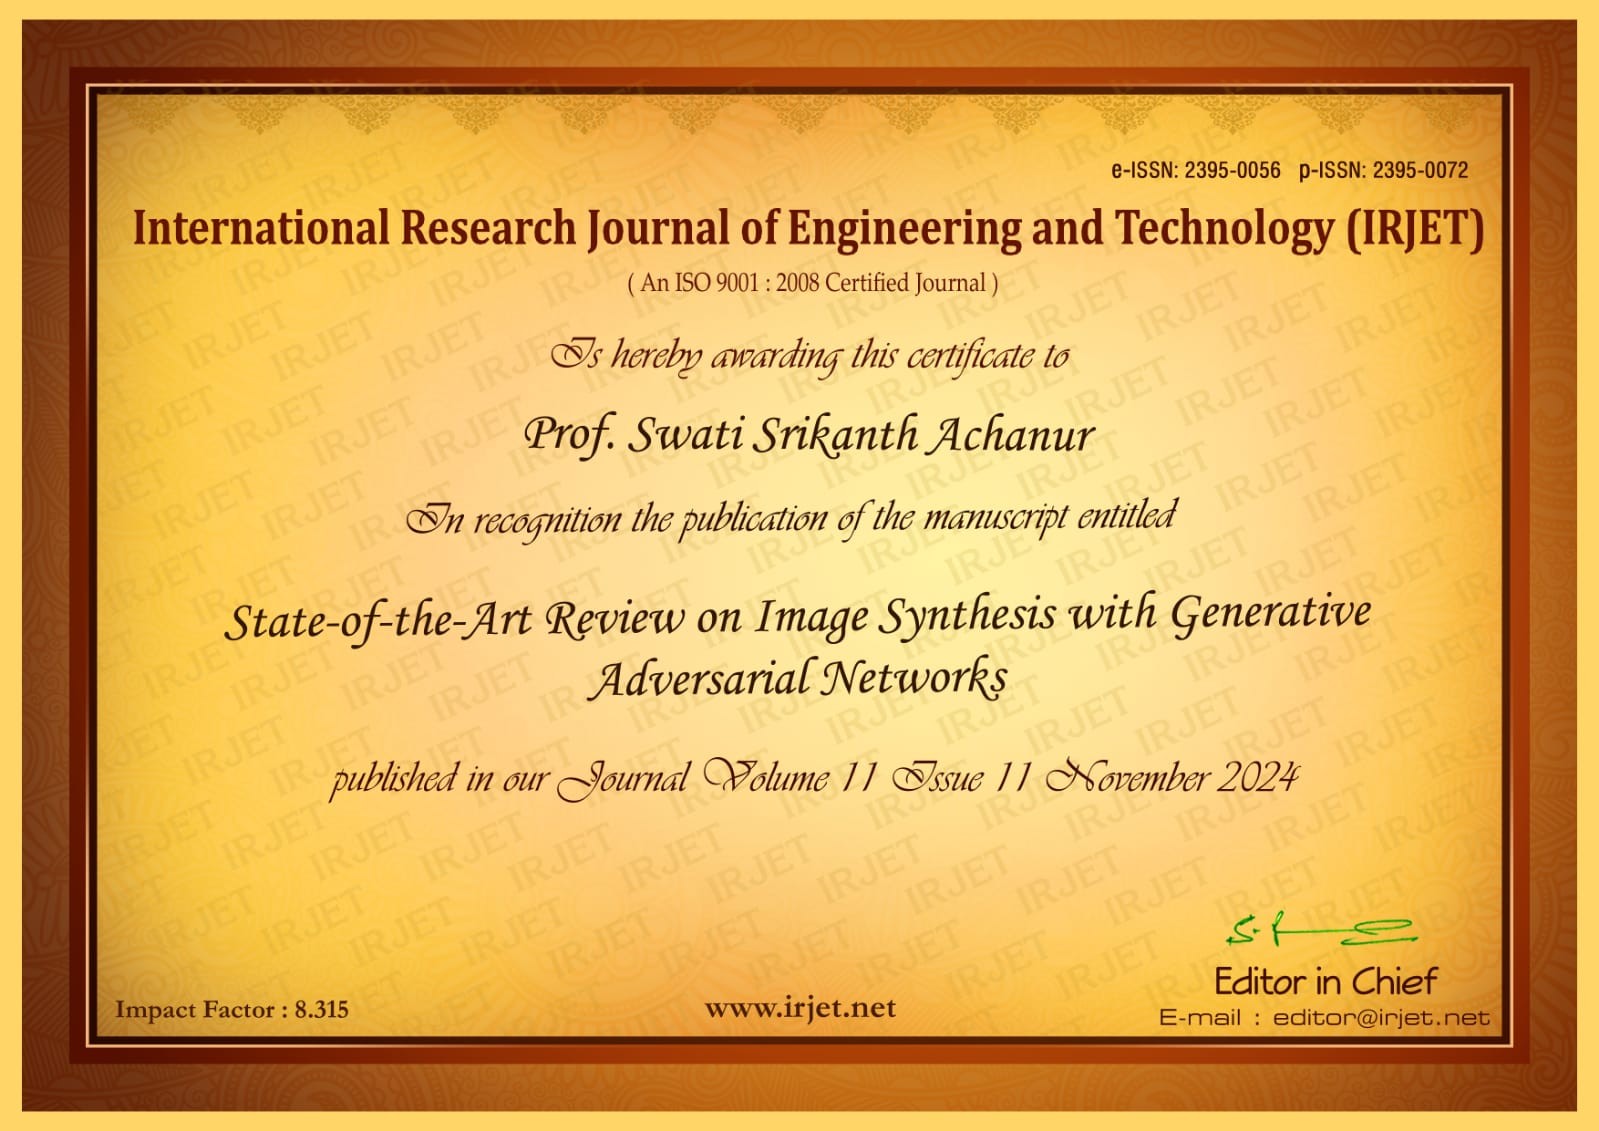 e-ISSN: 2395-0056 p-ISSN: 2395-0072
International Research Journal of Engineering and Technology (IRJET)
( An ISO 9001 : 2008 Certified Journal )
Is hereby awarding this certificate to
Prof. Swati Srikanth Achanur
In recognition the publication of the manuscript entitled
State-of-the-Art Review on Image Synthesis with Generative
Adversarial Networks
published in our Journal Volume 11 Issue 11 November 2024
Editor in Chief
Impact Factor : 8.315
www.irjet.net
E-mail : editor@irjet.net